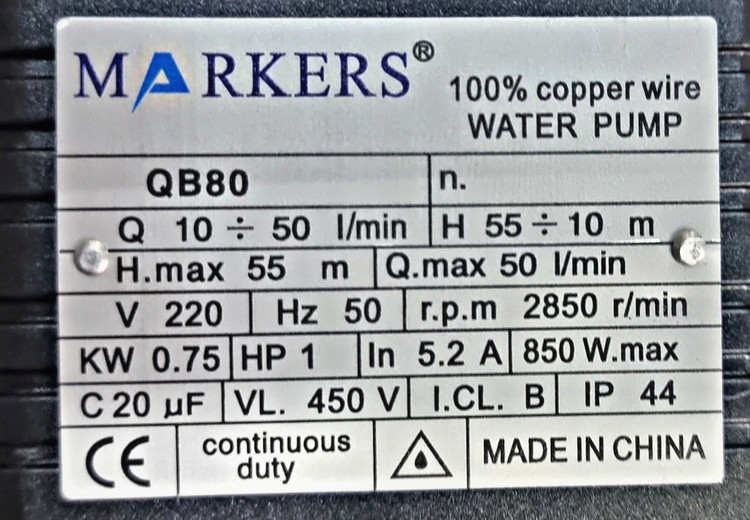 MARKERS®
100% copper wire
WATER PUMP
QB80 n.
Q 10 ÷ 50 l/min H 55 ÷ 10 m
H.max 55 m Q.max 50 l/min
V 220 Hz 50 r.p.m 2850 r/min
KW 0.75 HP 1 In 5.2 A 850 W.max
C 20 µF VL. 450 V I.CL. B IP 44
CE continuous duty MADE IN CHINA